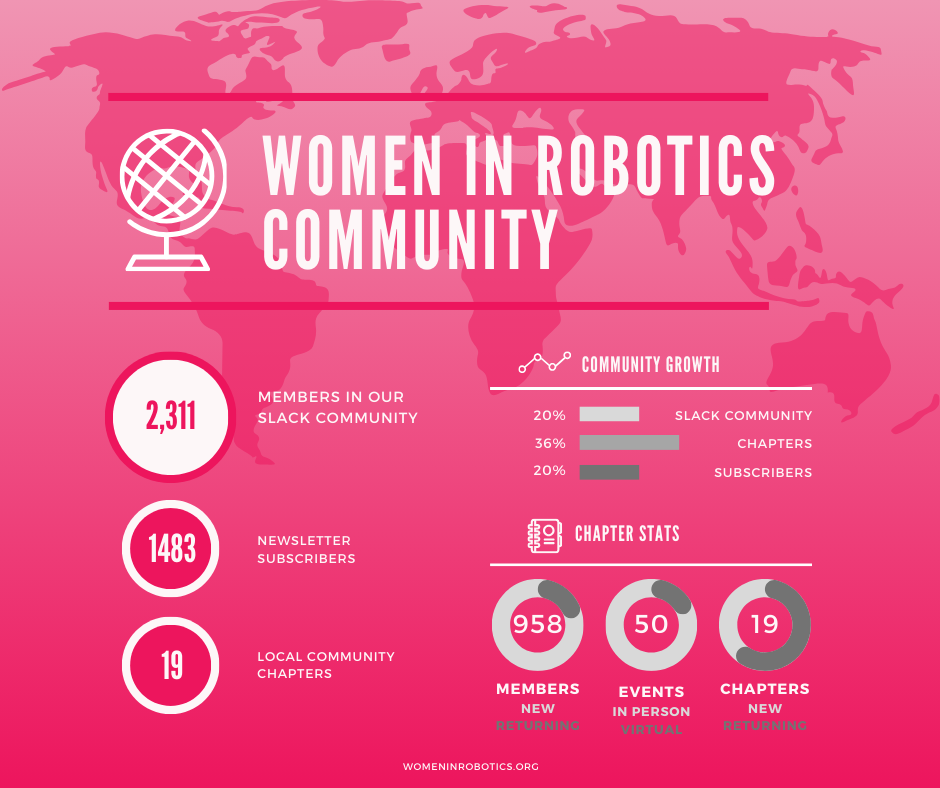 WOMEN IN ROBOTICS
COMMUNITY
2,311
MEMBERS IN OUR
SLACK COMMUNITY
1483
NEWSLETTER
SUBSCRIBERS
19
LOCAL COMMUNITY
CHAPTERS
COMMUNITY GROWTH
20% SLACK COMMUNITY
36% CHAPTERS
20% SUBSCRIBERS
CHAPTER STATS
958
MEMBERS
NEW
RETURNING
50
EVENTS
IN PERSON
VIRTUAL
19
CHAPTERS
NEW
RETURNING
WOMENINROBOTICS.ORG